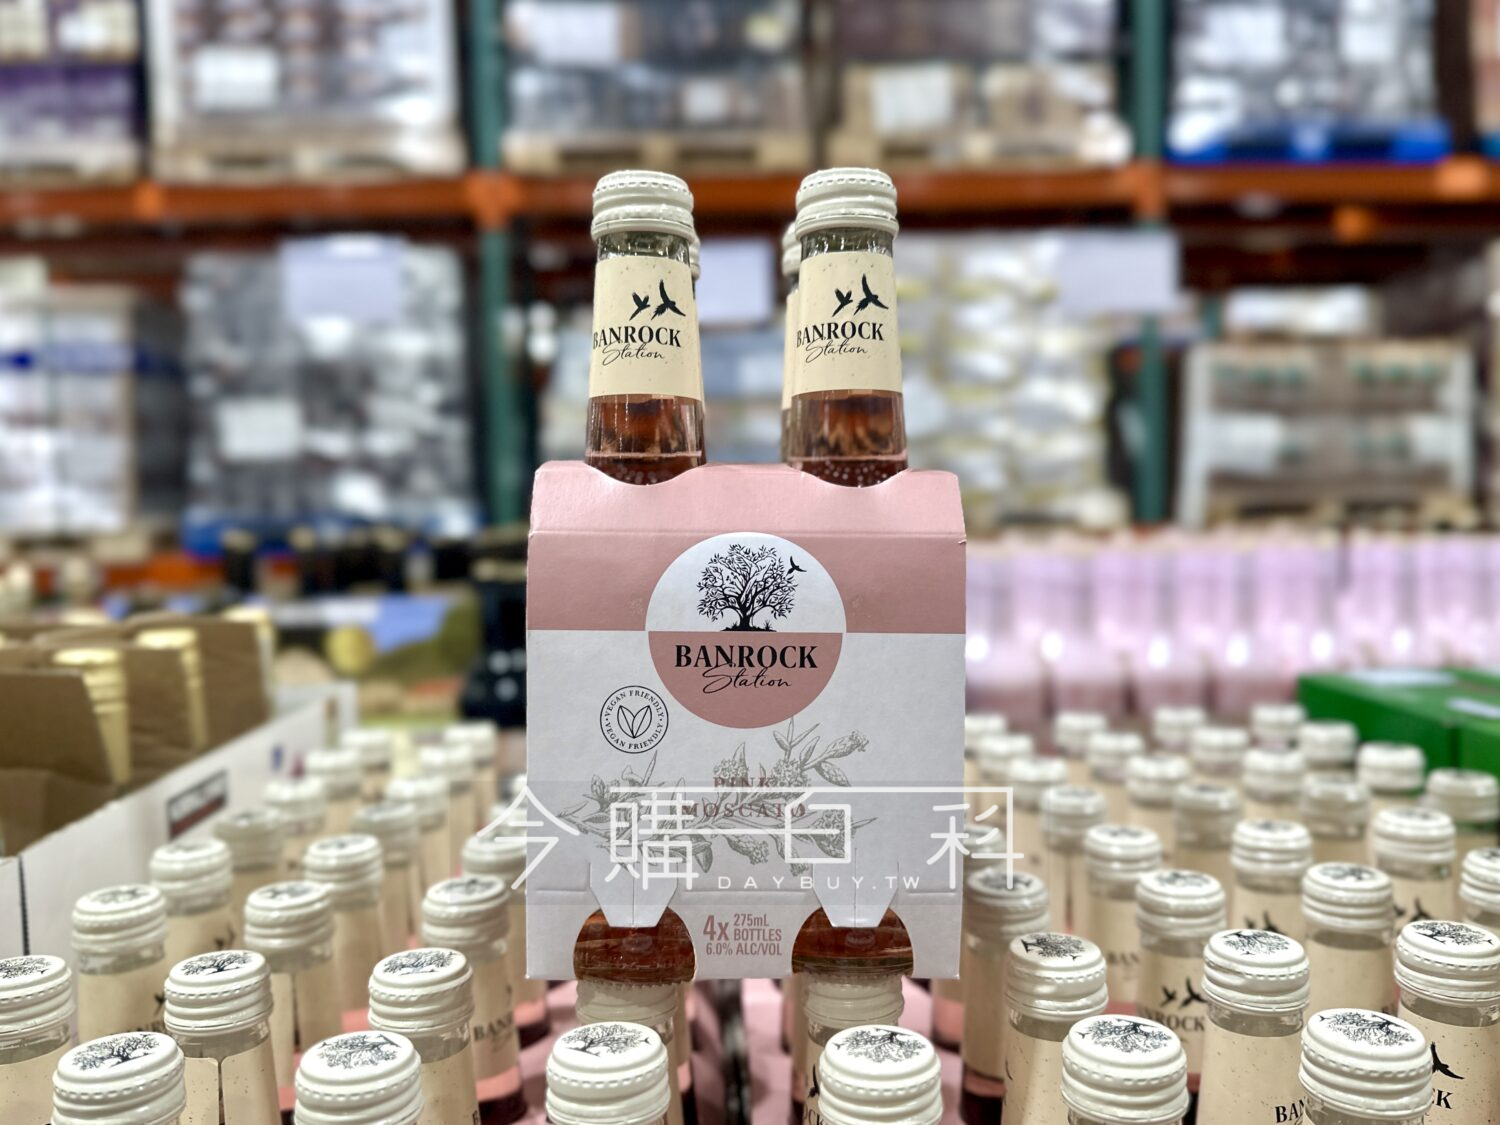 BANROCK
Station
BANROCK
Station
BANROCK
Station
VEGAN FRIENDLY
VEGAN FRIENDLY
PINK
MOSCATO
今購百科
DAYBUY.TW
4x 275mL
BOTTLES
6.0% ALC/VOL